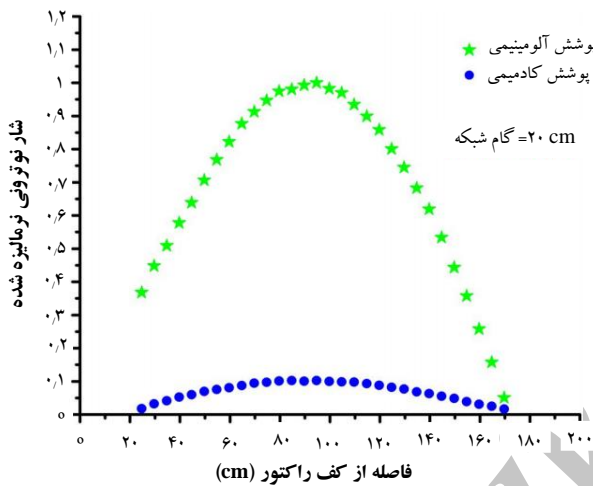 ۱٫۲
۱٫۱
۱
۰٫۹
۰٫۸
۰٫۷
۰٫۶
۰٫۵
۰٫۴
۰٫۳
۰٫۲
۰٫۱
۰
شار نوترونی نرمالیزه شده
پوشش آلومینیمی
پوشش کادمیمی
۲۰ cm= گام شبکه
۰ ۲۰ ۴۰ ۶۰ ۸۰ ۱۰۰ ۱۲۰ ۱۴۰ ۱۶۰ ۱۸۰ ۲۰۰
فاصله از کف راکتور (cm)